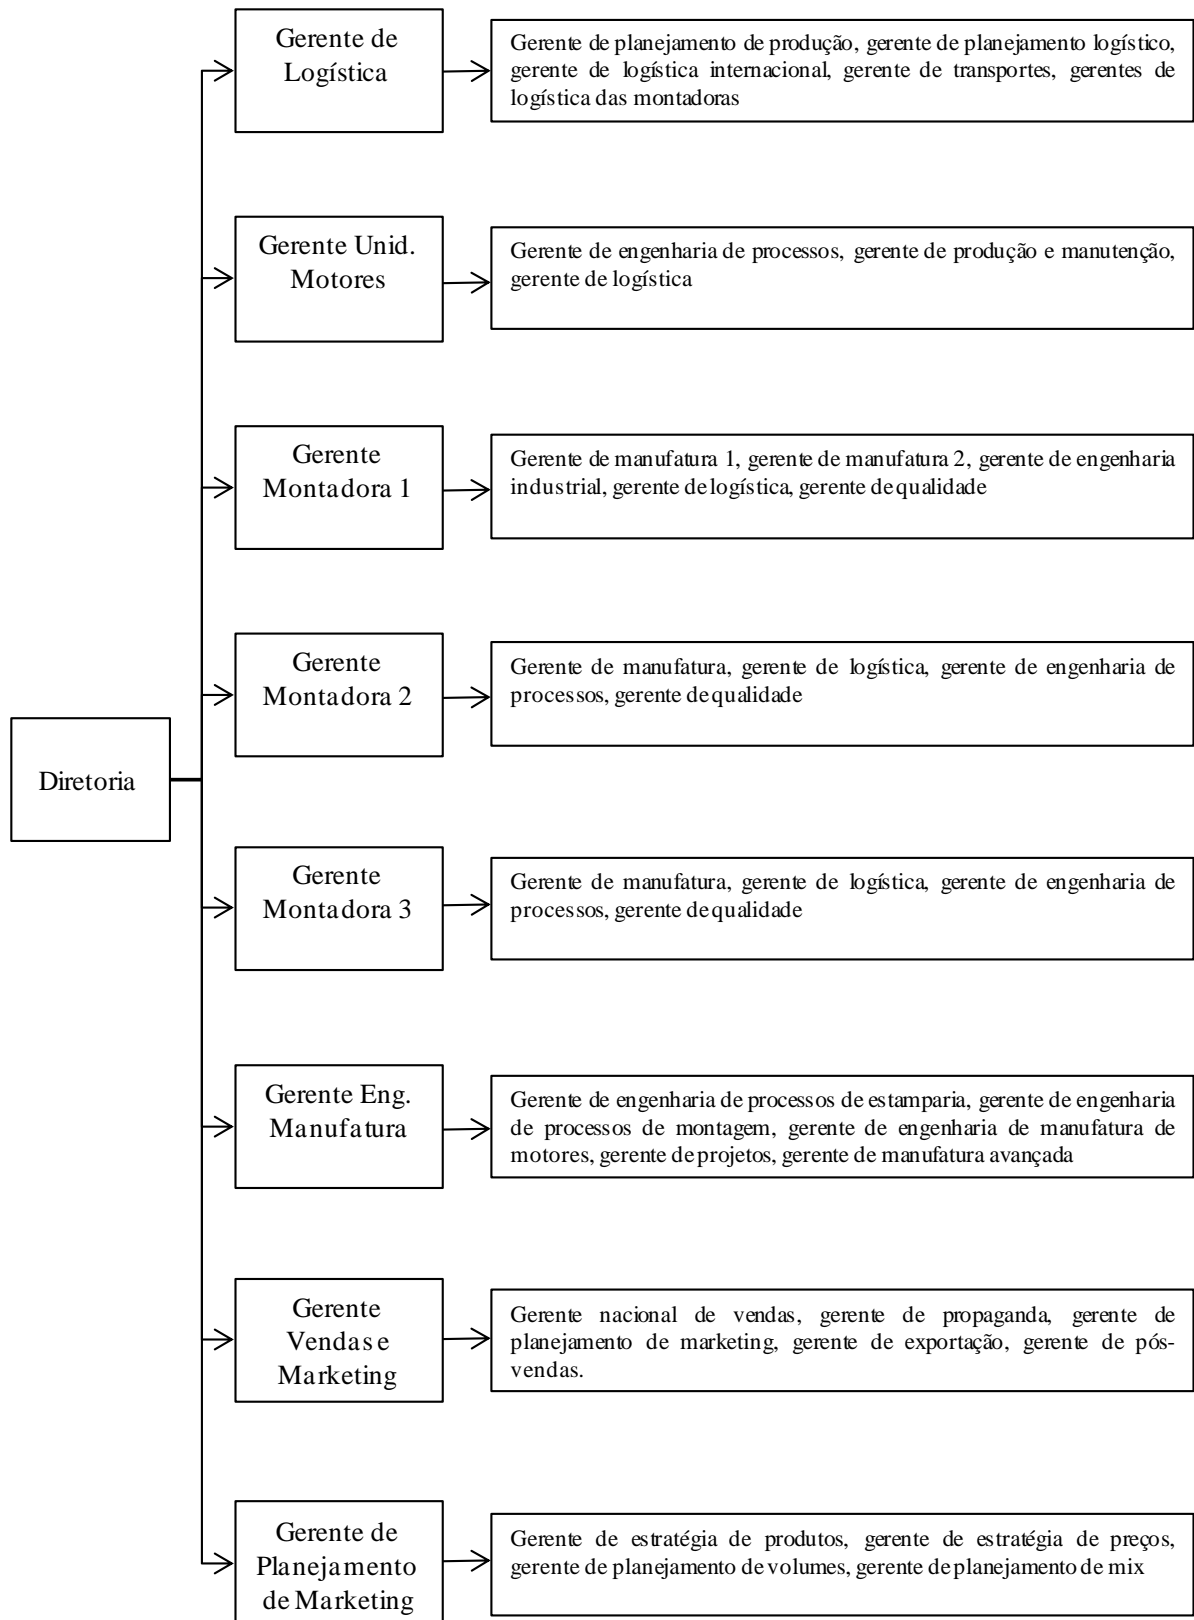 Gerente de
Logística
Gerente de planejamento de produção, gerente de planejamento logístico,
gerente de logística internacional, gerente de transportes, gerentes de
logística das montadoras
Gerente Unid.
Motores
Gerente de engenharia de processos, gerente de produção e manutenção,
gerente de logística
Gerente
Montadora 1
Gerente de manufatura 1, gerente de manufatura 2, gerente de engenharia
industrial, gerente de logística, gerente de qualidade
Gerente
Montadora 2
Gerente de manufatura, gerente de logística, gerente de engenharia de
processos, gerente de qualidade
Diretoria
Gerente
Montadora 3
Gerente de manufatura, gerente de logística, gerente de engenharia de
processos, gerente de qualidade
Gerente Eng.
Manufatura
Gerente de engenharia de processos de estamparia, gerente de engenharia
de processos de montagem, gerente de engenharia de manufatura de
motores, gerente de projetos, gerente de manufatura avançada
Gerente
Vendas e
Marketing
Gerente nacional de vendas, gerente de propaganda, gerente de
planejamento de marketing, gerente de exportação, gerente de pós-
vendas.
Gerente de
Planejamento
de Marketing
Gerente de estratégia de produtos, gerente de estratégia de preços,
gerente de planejamento de volumes, gerente de planejamento de mix